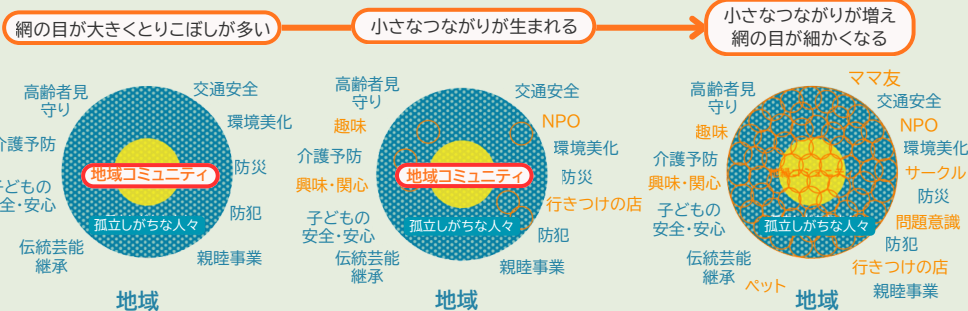 網の目が大きくとりこぼしが多い
小さなつながりが生まれる
小さなつながりが増え
網の目が細かくなる
高齢者見
守り
交通安全
環境美化
介護予防
防災
子どもの
安全・安心
防犯
伝統芸能
継承
親睦事業
地域コミュニティ
孤立しがちな人々
地域
高齢者見
守り
交通安全
趣味
NPO
環境美化
介護予防
防災
興味・関心
行きつけの店
子どもの
安全・安心
防犯
伝統芸能
継承
親睦事業
地域コミュニティ
孤立しがちな人々
地域
ママ友
高齢者見
守り
交通安全
趣味
NPO
環境美化
介護予防
サークル
興味・関心
防災
子どもの
安全・安心
問題意識
防犯
伝統芸能
継承
行きつけの店
ペット
親睦事業
地域コミュニティ
孤立しがちな人々
地域